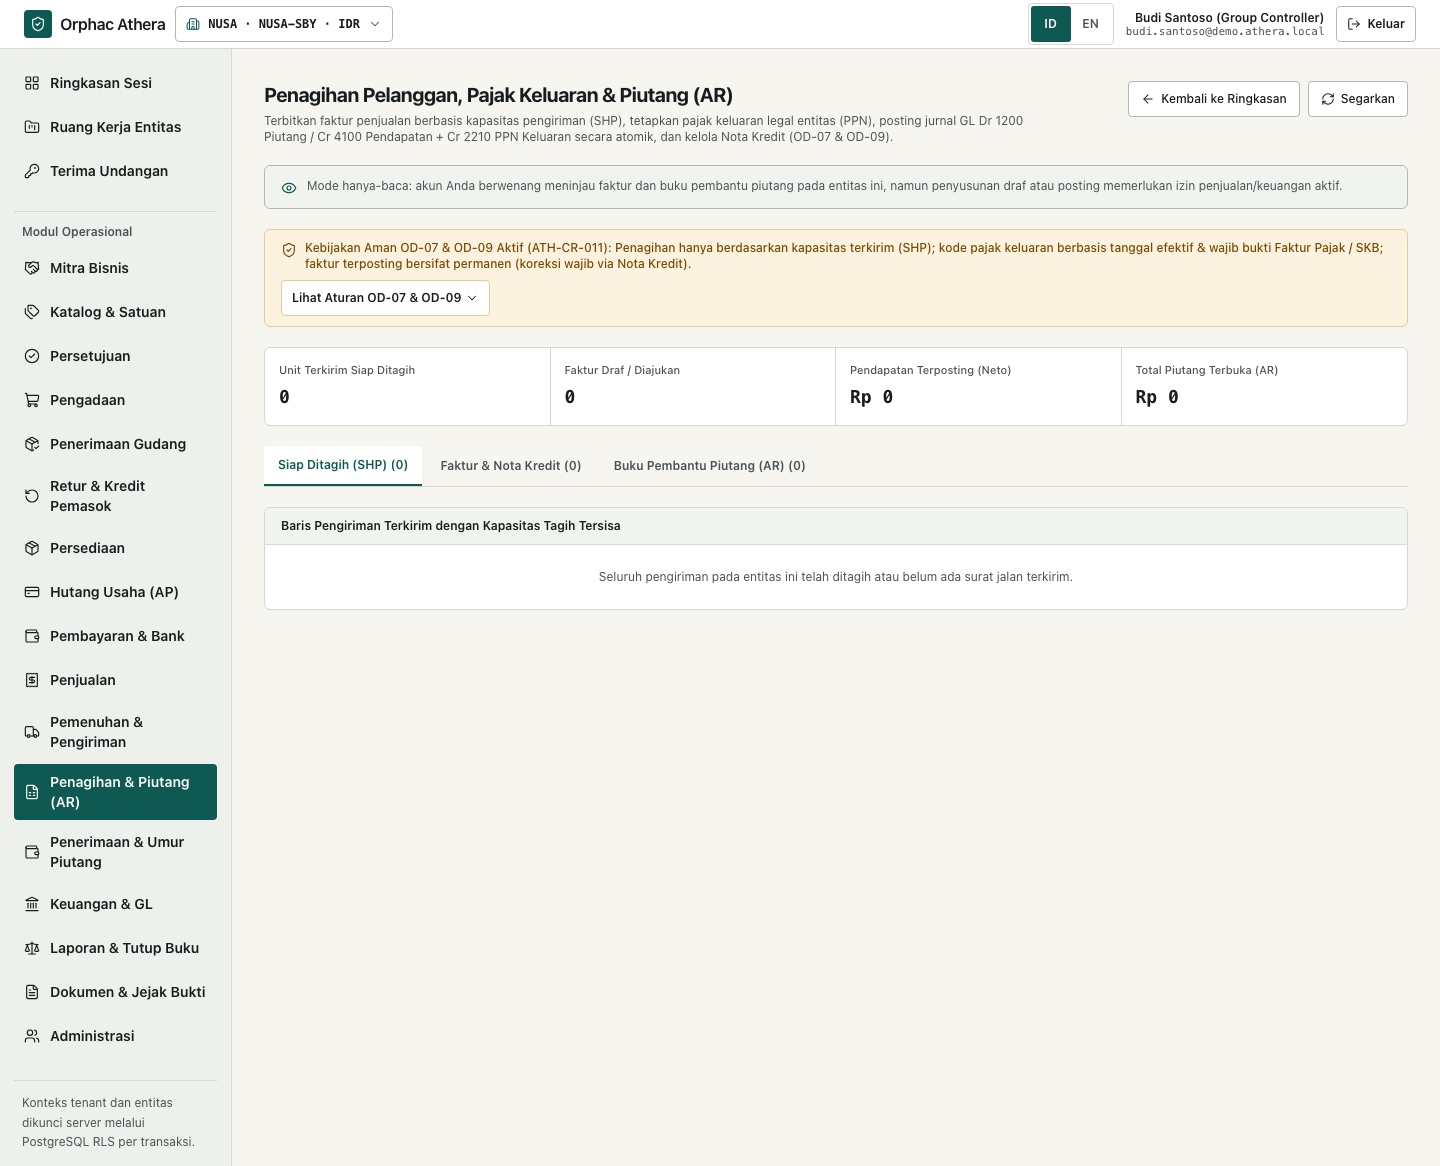 Orphac Athera
NUSA · NUSA-SBY · IDR
ID
EN
Budi Santoso (Group Controller)
budi.santoso@demo.athera.local
Keluar
Ringkasan Sesi
Ruang Kerja Entitas
Terima Undangan
Modul Operasional
Mitra Bisnis
Katalog & Satuan
Persetujuan
Pengadaan
Penerimaan Gudang
Retur & Kredit
Pemasok
Persediaan
Hutang Usaha (AP)
Pembayaran & Bank
Penjualan
Pemenuhan &
Pengiriman
Penagihan & Piutang
(AR)
Penerimaan & Umur
Piutang
Keuangan & GL
Laporan & Tutup Buku
Dokumen & Jejak Bukti
Administrasi
Konteks tenant dan entitas
dikunci server melalui
PostgreSQL RLS per transaksi.
Penagihan Pelanggan, Pajak Keluaran & Piutang (AR)
Terbitkan faktur penjualan berbasis kapasitas pengiriman (SHP), tetapkan pajak keluaran legal entitas (PPN), posting jurnal GL Dr 1200
Piutang / Cr 4100 Pendapatan + Cr 2210 PPN Keluaran secara atomik, dan kelola Nota Kredit (OD-07 & OD-09).
Kembali ke Ringkasan
Segarkan
Mode hanya-baca: akun Anda berwenang meninjau faktur dan buku pembantu piutang pada entitas ini, namun penyusunan draf atau posting memerlukan izin penjualan/keuangan aktif.
Kebijakan Aman OD-07 & OD-09 Aktif (ATH-CR-011): Penagihan hanya berdasarkan kapasitas terkirim (SHP); kode pajak keluaran berbasis tanggal efektif & wajib bukti Faktur Pajak / SKB;
faktur terposting bersifat permanen (koreksi wajib via Nota Kredit).
Lihat Aturan OD-07 & OD-09
Unit Terkirim Siap Ditagih
0
Faktur Draf / Diajukan
0
Pendapatan Terposting (Neto)
Rp 0
Total Piutang Terbuka (AR)
Rp 0
Siap Ditagih (SHP) (0)
Faktur & Nota Kredit (0)
Buku Pembantu Piutang (AR) (0)
Baris Pengiriman Terkirim dengan Kapasitas Tagih Tersisa
Seluruh pengiriman pada entitas ini telah ditagih atau belum ada surat jalan terkirim.